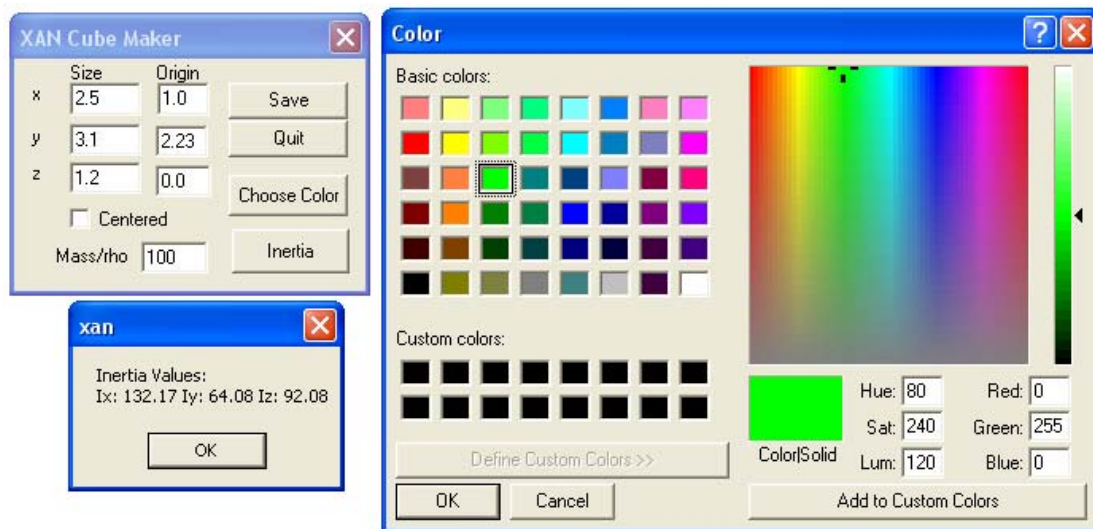 XAN Cube Maker
Size Origin
x 2.5 1.0 Save
y 3.1 2.23 Quit
z 1.2 0.0 Choose Color
Centered
Mass/rho 100 Inertia
xan
Inertia Values:
Ix: 132.17 Iy: 64.08 Iz: 92.08
OK
Color
Basic colors:
Custom colors:
Define Custom Colors >>
OK Cancel
Color|Solid
Hue: 80 Red: 0
Sat: 240 Green: 255
Lum: 120 Blue: 0
Add to Custom Colors